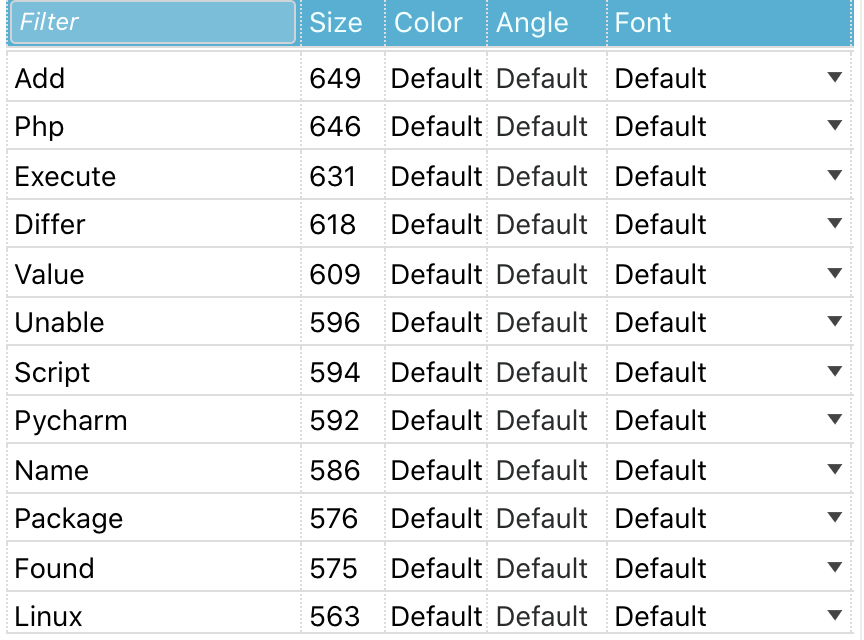 Filter Size Color Angle Font
Add 649 Default Default Default
Php 646 Default Default Default
Execute 631 Default Default Default
Differ 618 Default Default Default
Value 609 Default Default Default
Unable 596 Default Default Default
Script 594 Default Default Default
Pycharm 592 Default Default Default
Name 586 Default Default Default
Package 576 Default Default Default
Found 575 Default Default Default
Linux 563 Default Default Default